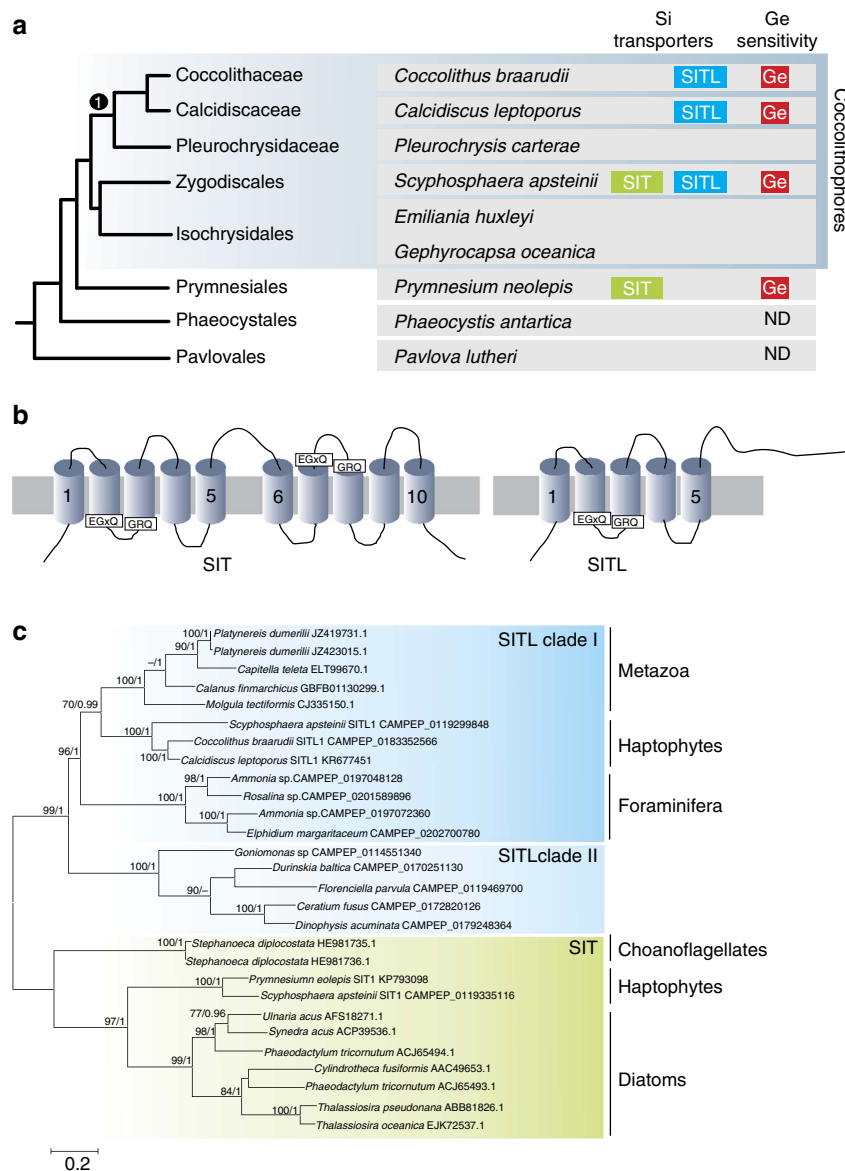 a
Si transporters
Ge sensitivity
Coccolithaceae
Coccolithus braarudii
SITL
Ge
Calcidiscaceae
Calcidiscus leptoporus
SITL
Ge
Pleurochrysidaceae
Pleurochrysis carterae
Zygodiscales
Scyphosphaera apsteinii
SIT
SITL
Ge
Isochrysidales
Emiliania huxleyi
Gephyrocapsa oceanica
Prymnesiales
Prymnesium neolepis
SIT
Ge
Phaeocystales
Phaeocystis antartica
ND
Pavlovales
Pavlova lutheri
ND
1
Coccolithophores
b
1
EGxQ
GRQ
5
6
EGxQ
GRQ
10
SIT
1
EGxQ
GRQ
5
SITL
c
SITL clade I
100/1
Platynereis dumerilii JZ419731.1
90/1
Platynereis dumerilii JZ423015.1
–/1
Capitella teleta ELT99670.1
100/1
Calanus finmarchicus GBFB01130299.1
Molgula tectiformis CJ335150.1
Metazoa
70/0.99
Scyphosphaera apsteinii SITL1 CAMPEP_0119299848
100/1
Coccolithus braarudii SITL1 CAMPEP_0183352566
100/1
Calcidiscus leptoporus SITL1 KR677451
Haptophytes
96/1
98/1
Ammonia sp.CAMPEP_0197048128
Rosalina sp.CAMPEP_0201589896
100/1
100/1
Ammonia sp.CAMPEP_0197072360
Elphidium margaritaceum CAMPEP_0202700780
Foraminifera
99/1
SITLclade II
100/1
Goniomonas sp CAMPEP_0114551340
Durinskia baltica CAMPEP_0170251130
90/–
Florenciella parvula CAMPEP_0119469700
100/1
Ceratium fusus CAMPEP_0172820126
Dinophysis acuminata CAMPEP_0179248364
SIT
100/1
Stephanoeca diplocostata HE981735.1
Stephanoeca diplocostata HE981736.1
Choanoflagellates
100/1
Prymnesiumn eolepis SIT1 KP793098
Scyphosphaera apsteinii SIT1 CAMPEP_0119335116
Haptophytes
97/1
77/0.96
Ulnaria acus AFS18271.1
98/1
Synedra acus ACP39536.1
Phaeodactylum tricornutum ACJ65494.1
99/1
Cylindrotheca fusiformis AAC49653.1
84/1
Phaeodactylum tricornutum ACJ65493.1
100/1
Thalassiosira pseudonana ABB81826.1
Thalassiosira oceanica EJK72537.1
Diatoms
0.2